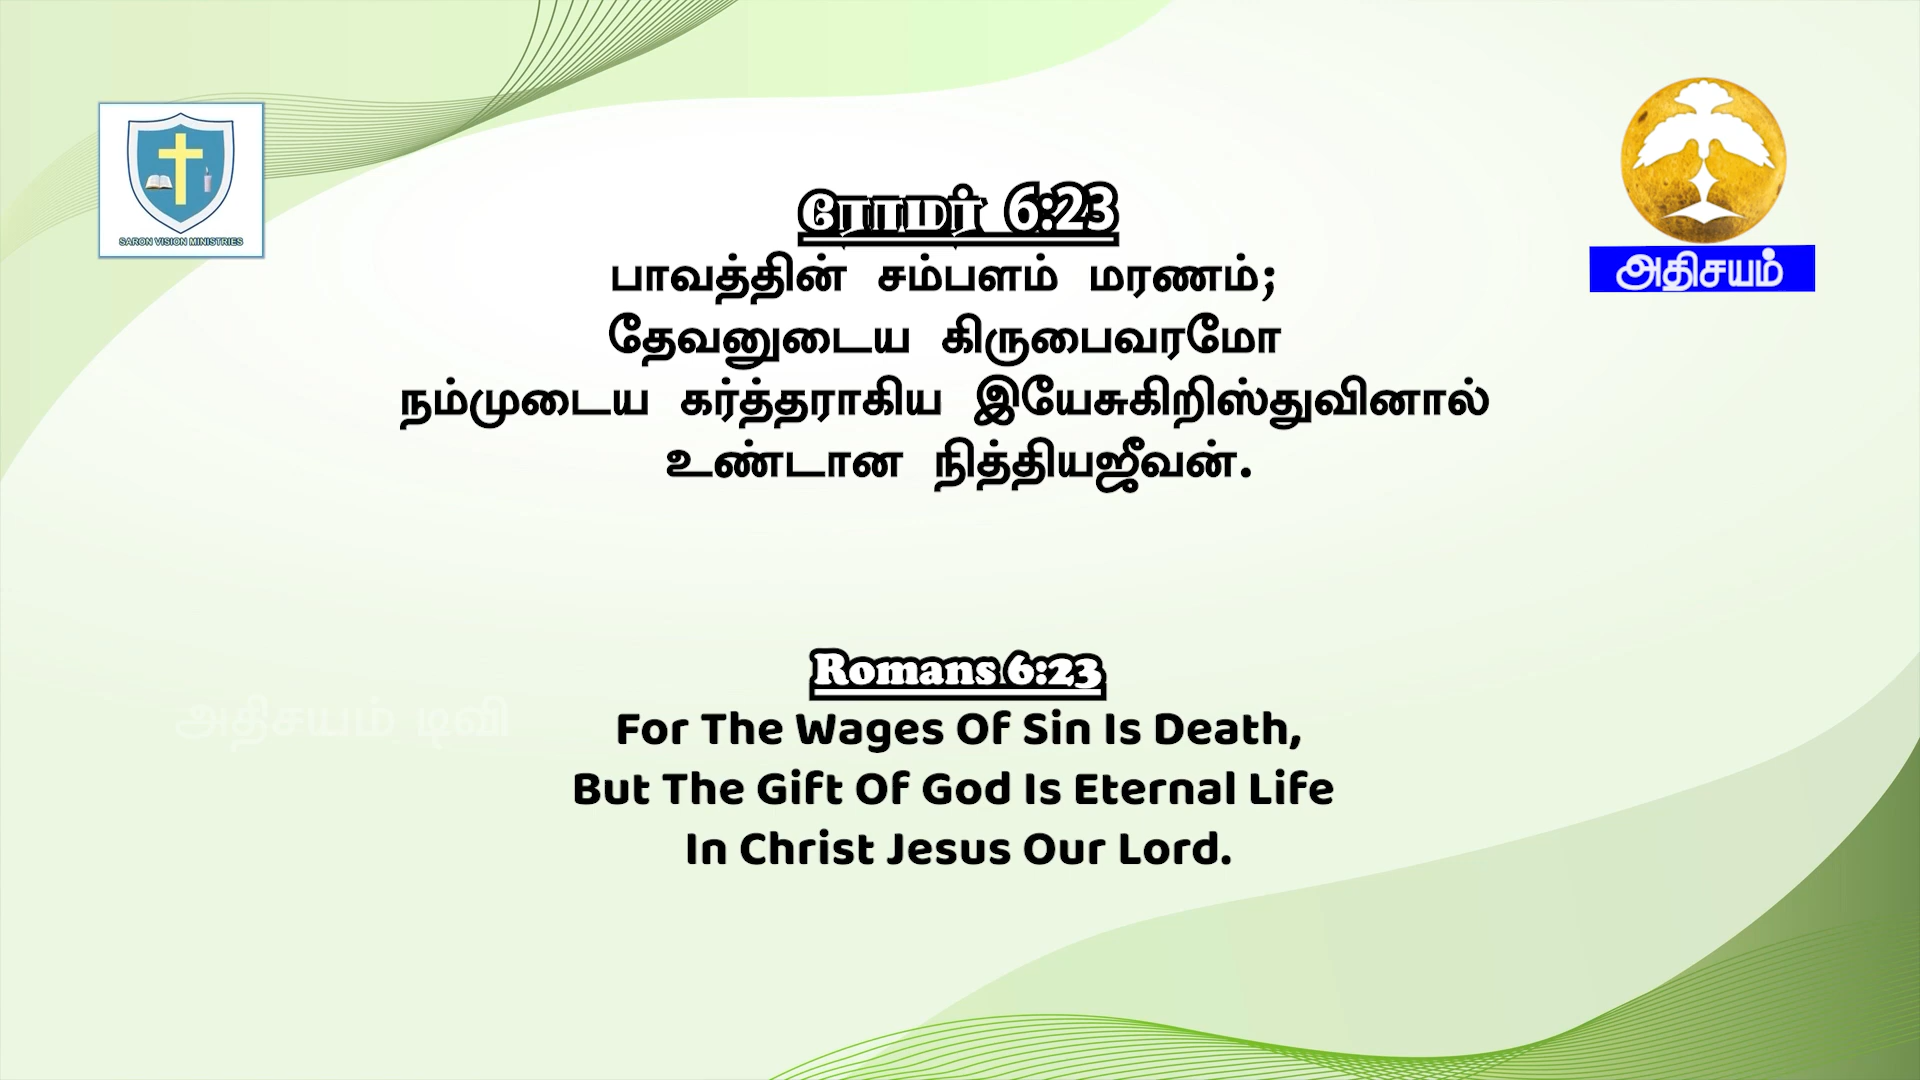 SARON VISION MINISTRIES
அதிசயம்
ரோமர் 6:23
பாவத்தின் சம்பளம் மரணம்;
தேவனுடைய கிருபைவரமோ
நம்முடைய கர்த்தராகிய இயேசுகிறிஸ்துவினால்
உண்டான நித்தியஜீவன்.
Romans 6:23
அதிசயம் டிவி
For The Wages Of Sin Is Death,
But The Gift Of God Is Eternal Life
In Christ Jesus Our Lord.